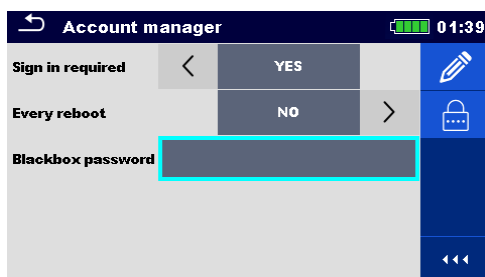 Account manager 01:39
Sign in required YES
Every reboot NO
Blackbox password